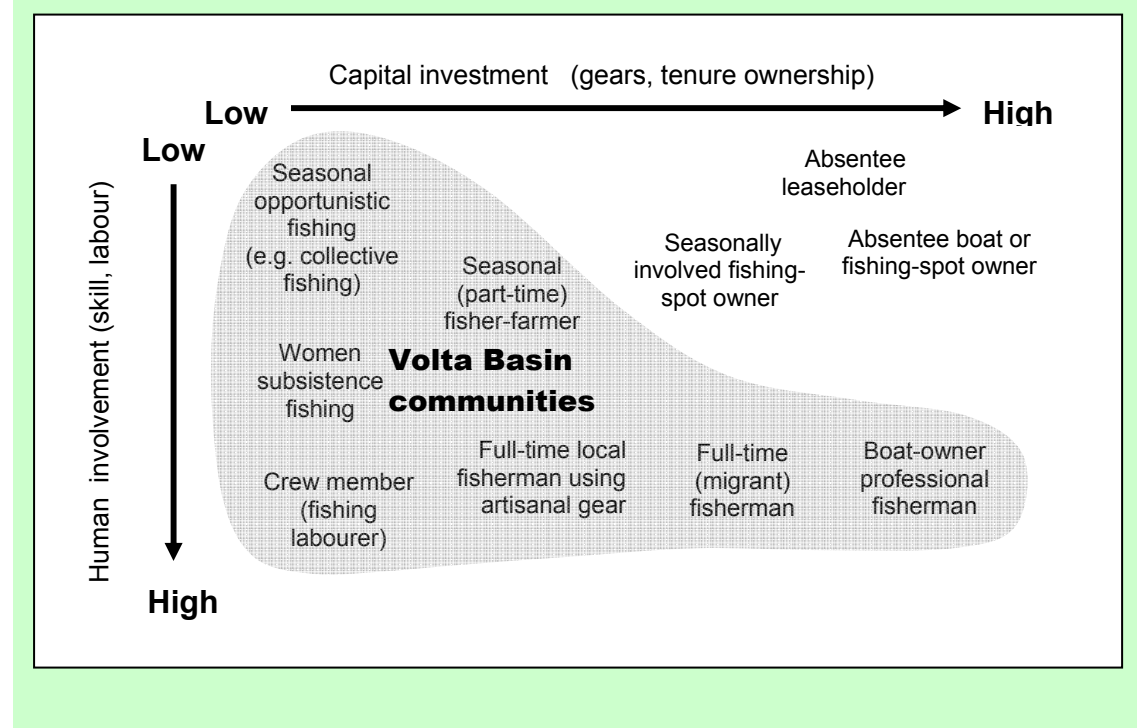 Capital investment (gears, tenure ownership)
Low
High
Low
Human involvement (skill, labour)
High
Absentee
leaseholder
Seasonal
opportunistic
fishing
(e.g. collective
fishing)
Seasonal
(part-time)
fisher-farmer
Seasonally
involved fishing-
spot owner
Absentee boat or
fishing-spot owner
Women
subsistence
fishing
Volta Basin
communities
Crew member
(fishing
labourer)
Full-time local
fisherman using
artisanal gear
Full-time
(migrant)
fisherman
Boat-owner
professional
fisherman